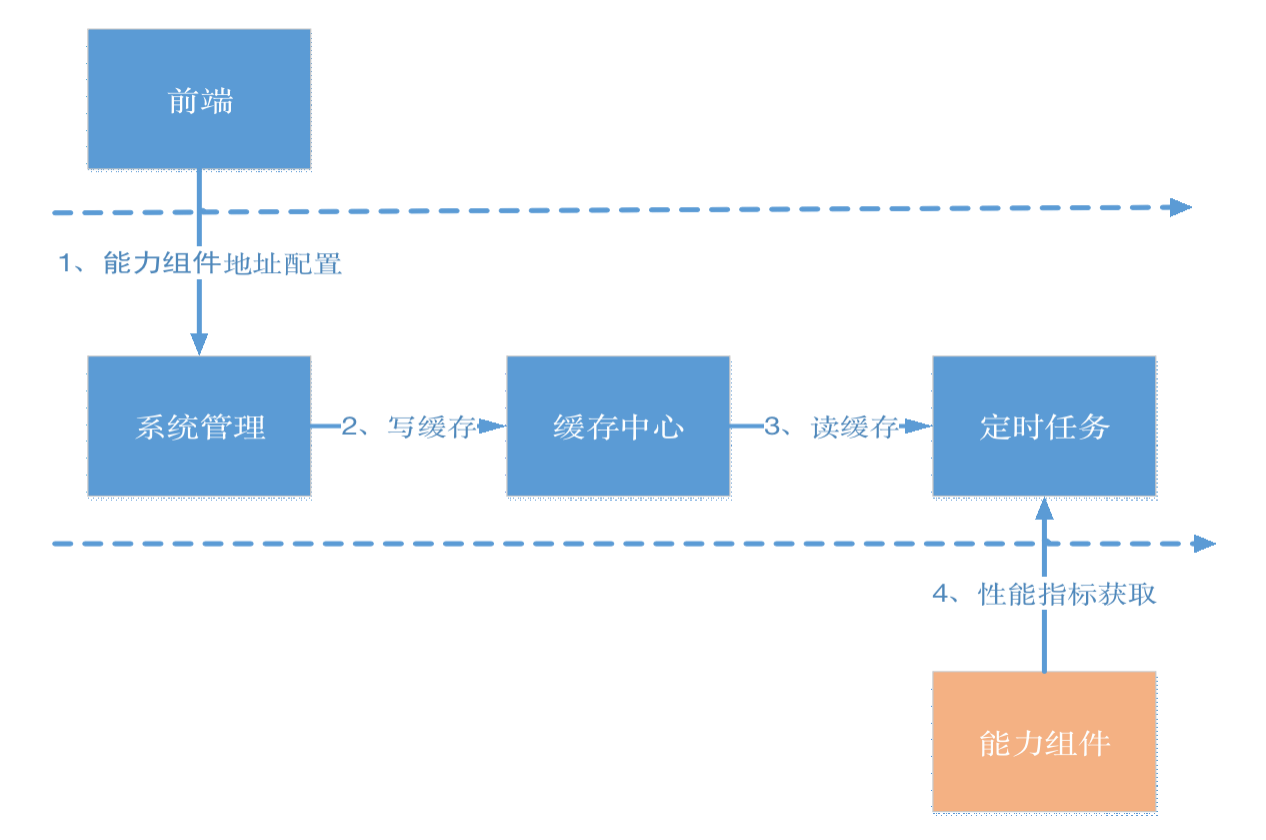 前端
1、能力组件地址配置
系统管理
2、写缓存
缓存中心
3、读缓存
定时任务
4、性能指标获取
能力组件